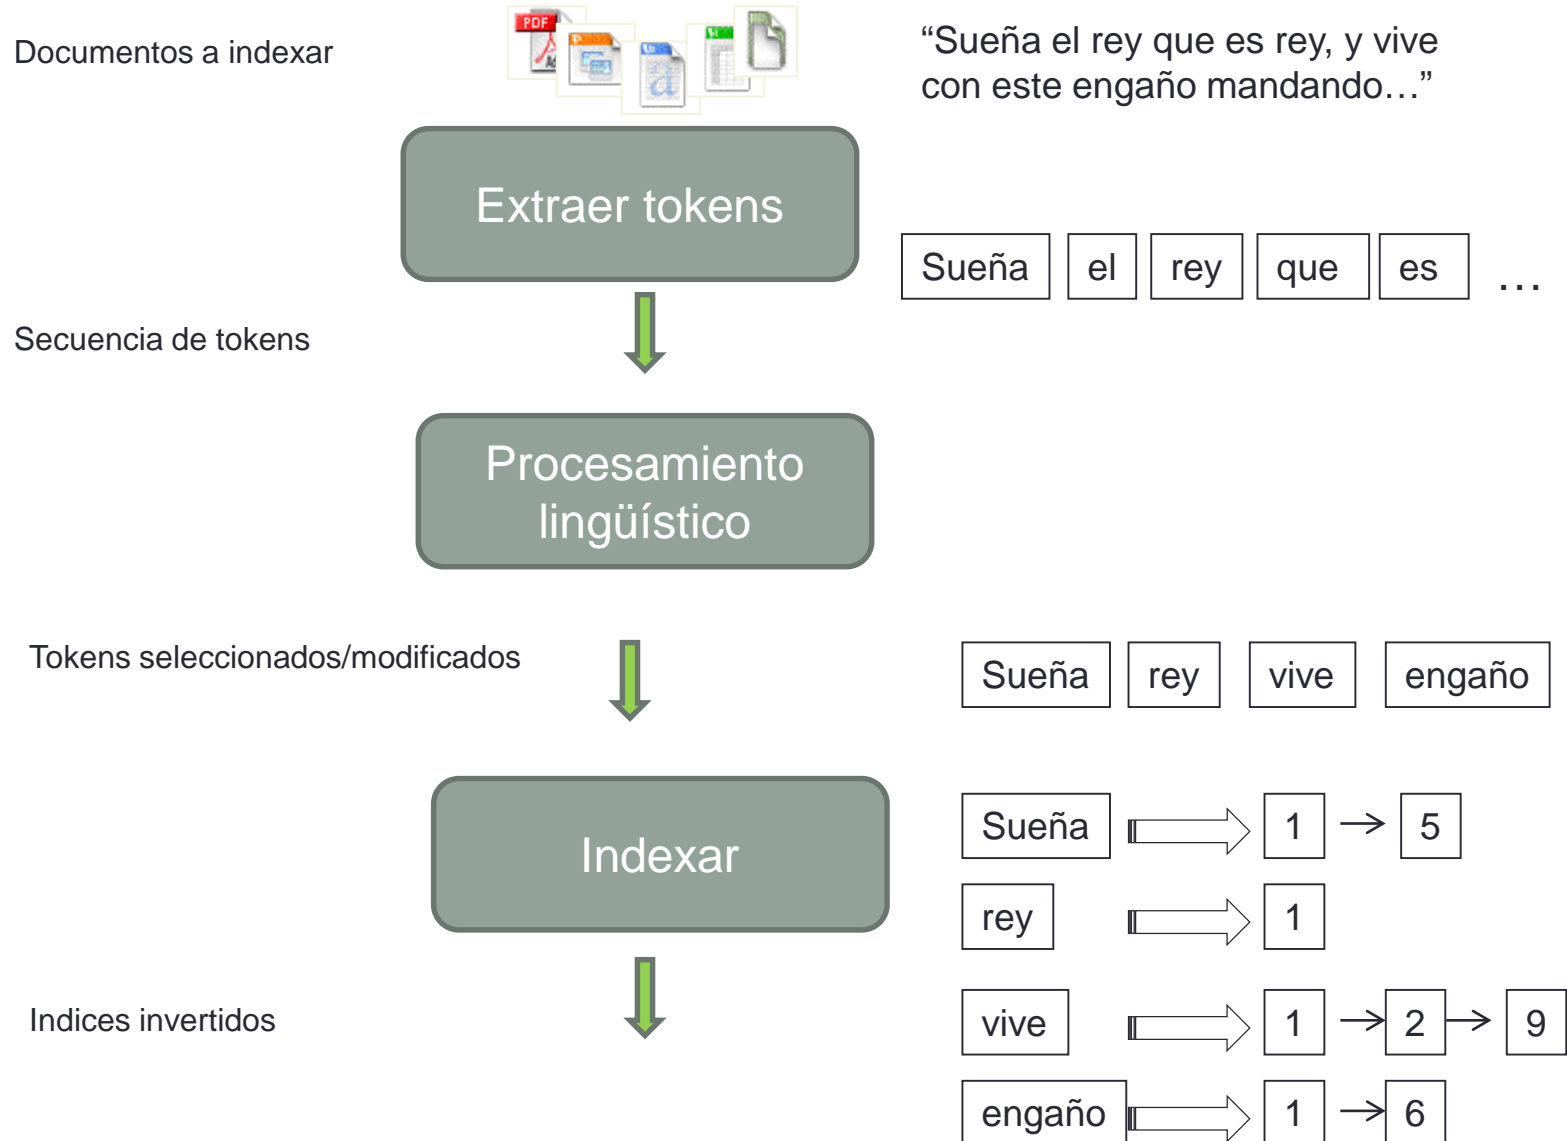 Documentos a indexar
PDF
“Sueña el rey que es rey, y vive
con este engaño mandando…”
Extraer tokens
Sueña el rey que es …
Secuencia de tokens
Procesamiento
lingüístico
Tokens seleccionados/modificados
Sueña rey vive engaño
Indexar
Sueña 1 5
rey 1
Indices invertidos
vive 1 2 9
engaño 1 6